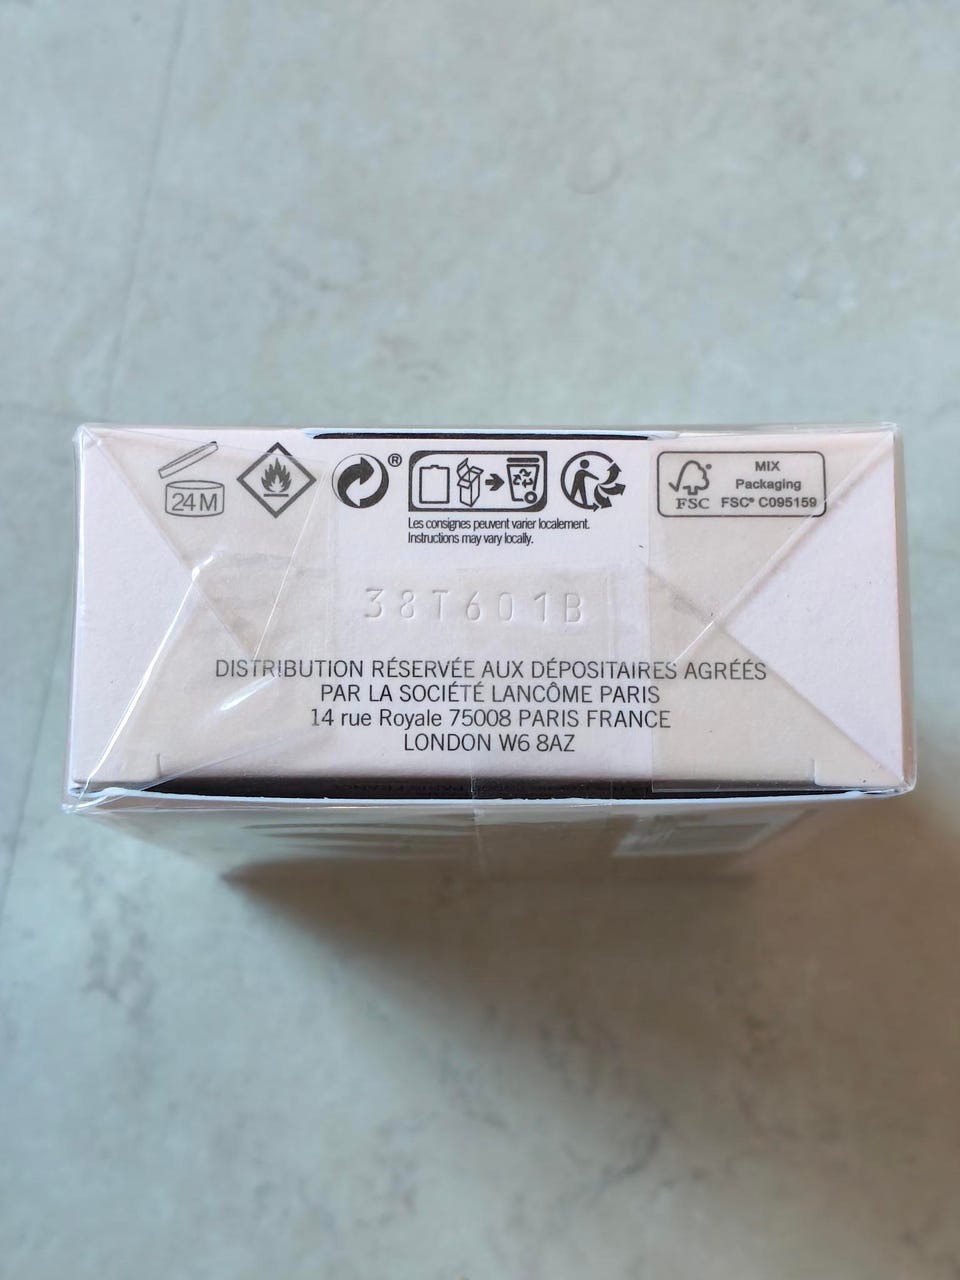 24M
®
MIX
Packaging
FSC
FSC® C095159
Les consignes peuvent varier localement.
Instructions may vary locally.
38T601B
DISTRIBUTION RÉSERVÉE AUX DÉPOSITAIRES AGRÉÉS
PAR LA SOCIÉTÉ LANCÔME PARIS
14 rue Royale 75008 PARIS FRANCE
LONDON W6 8AZ